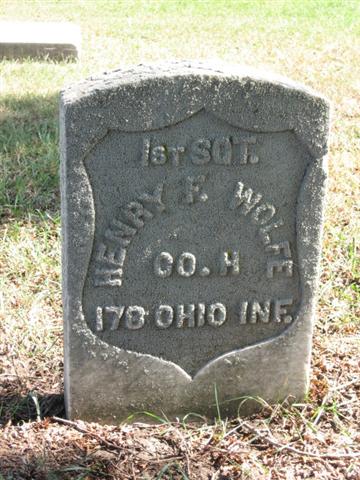 1ST SGT.
HENRY F. WOLFE
CO. H
178 OHIO INF.